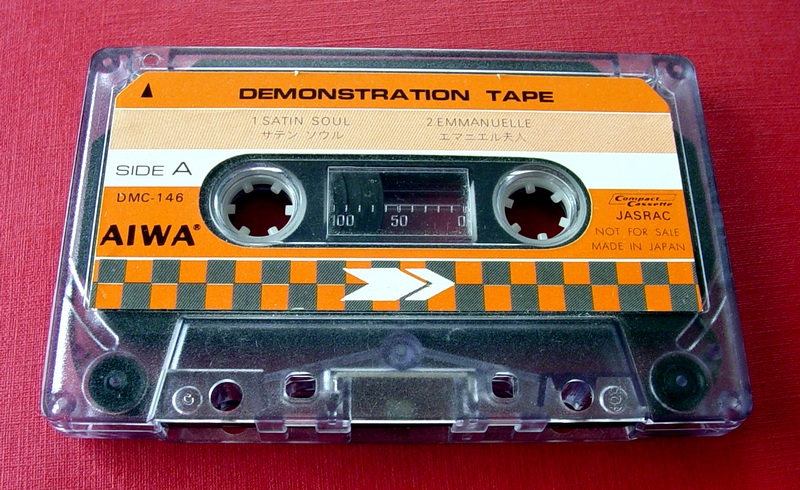 DEMONSTRATION TAPE
1.SATIN SOUL 2.EMMANUELLE
サテン ソウル エマニエル夫人
SIDE A
DMC-146
AIWA®
100 50 0
Compact Cassette
JASRAC
NOT FOR SALE
MADE IN JAPAN